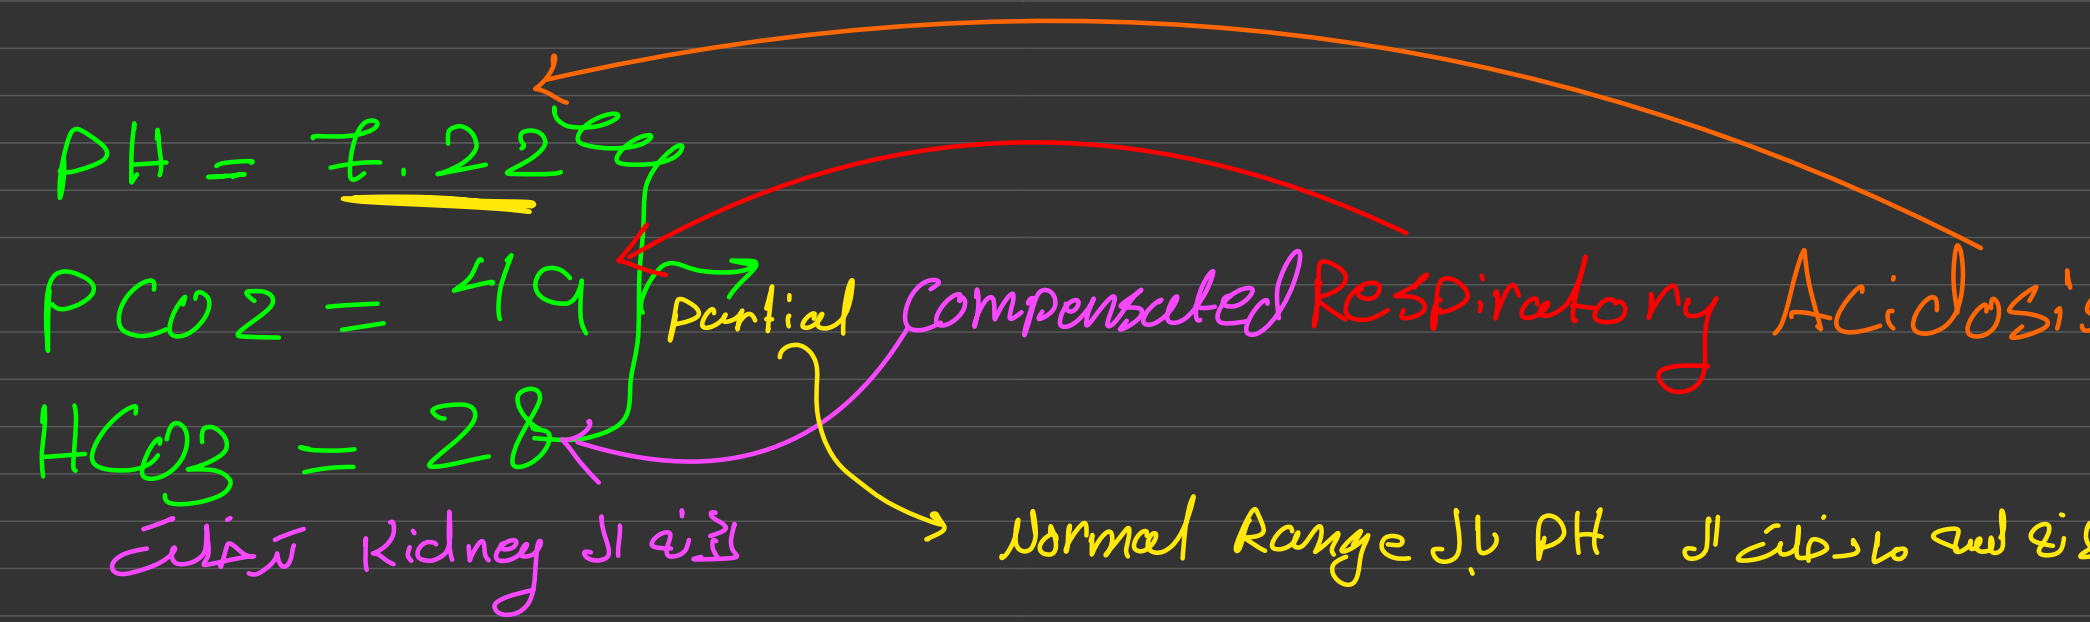 PH = 7.22
PCO2 = 49
partial Compensated Respiratory Acidosis
HCO3 = 28
لأنه ال Kidney تدخلت
لانه لسه مادخلت ال PH بال Normal Range